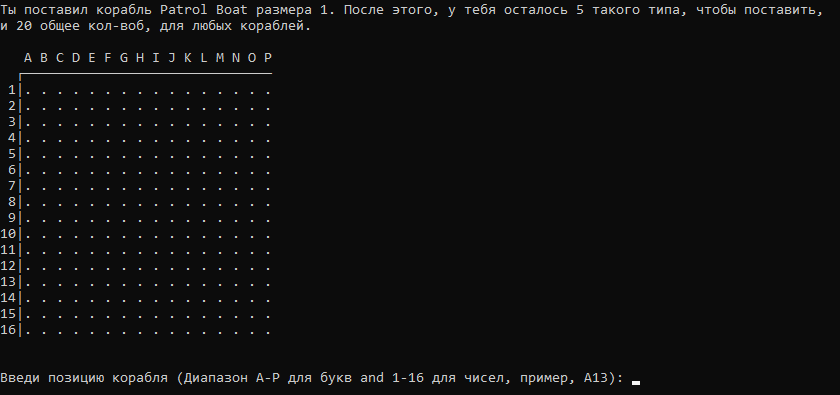 Ты поставил корабль Patrol Boat размера 1. После этого, у тебя осталось 5 такого типа, чтобы поставить,
и 20 общее кол-воб, для любых кораблей.
A B C D E F G H I J K L M N O P
1|. . . . . . . . . . . . . . . .
2|. . . . . . . . . . . . . . . .
3|. . . . . . . . . . . . . . . .
4|. . . . . . . . . . . . . . . .
5|. . . . . . . . . . . . . . . .
6|. . . . . . . . . . . . . . . .
7|. . . . . . . . . . . . . . . .
8|. . . . . . . . . . . . . . . .
9|. . . . . . . . . . . . . . . .
10|. . . . . . . . . . . . . . . .
11|. . . . . . . . . . . . . . . .
12|. . . . . . . . . . . . . . . .
13|. . . . . . . . . . . . . . . .
14|. . . . . . . . . . . . . . . .
15|. . . . . . . . . . . . . . . .
16|. . . . . . . . . . . . . . . .
Введи позицию корабля (Диапазон A-P для букв and 1-16 для чисел, пример, A13):